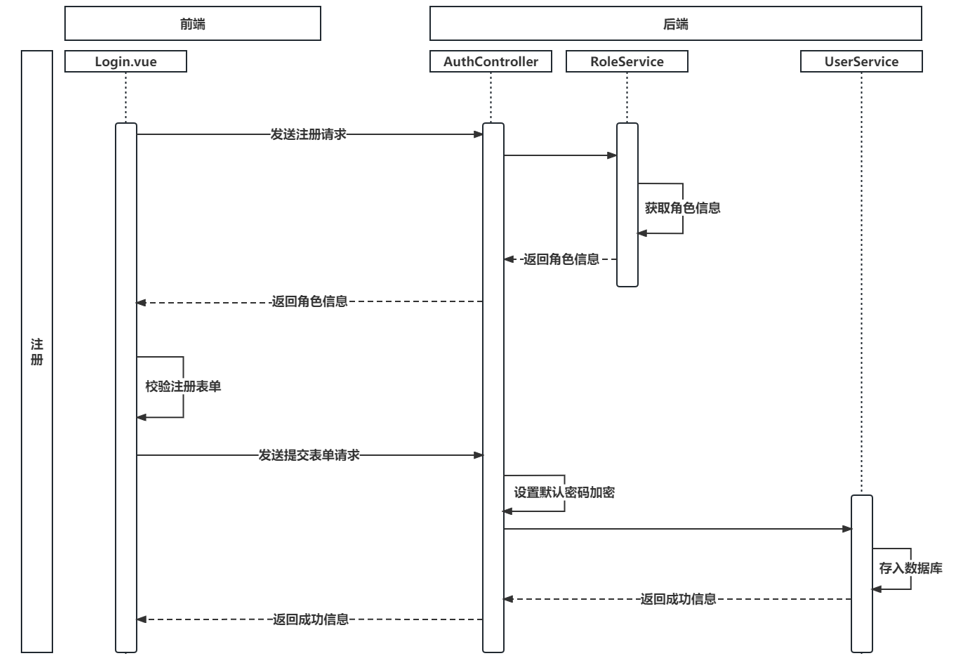 前端
后端
Login.vue
AuthController
RoleService
UserService
发送注册请求
获取角色信息
返回角色信息
返回角色信息
注
册
校验注册表单
发送提交表单请求
设置默认密码加密
存入数据库
返回成功信息
返回成功信息